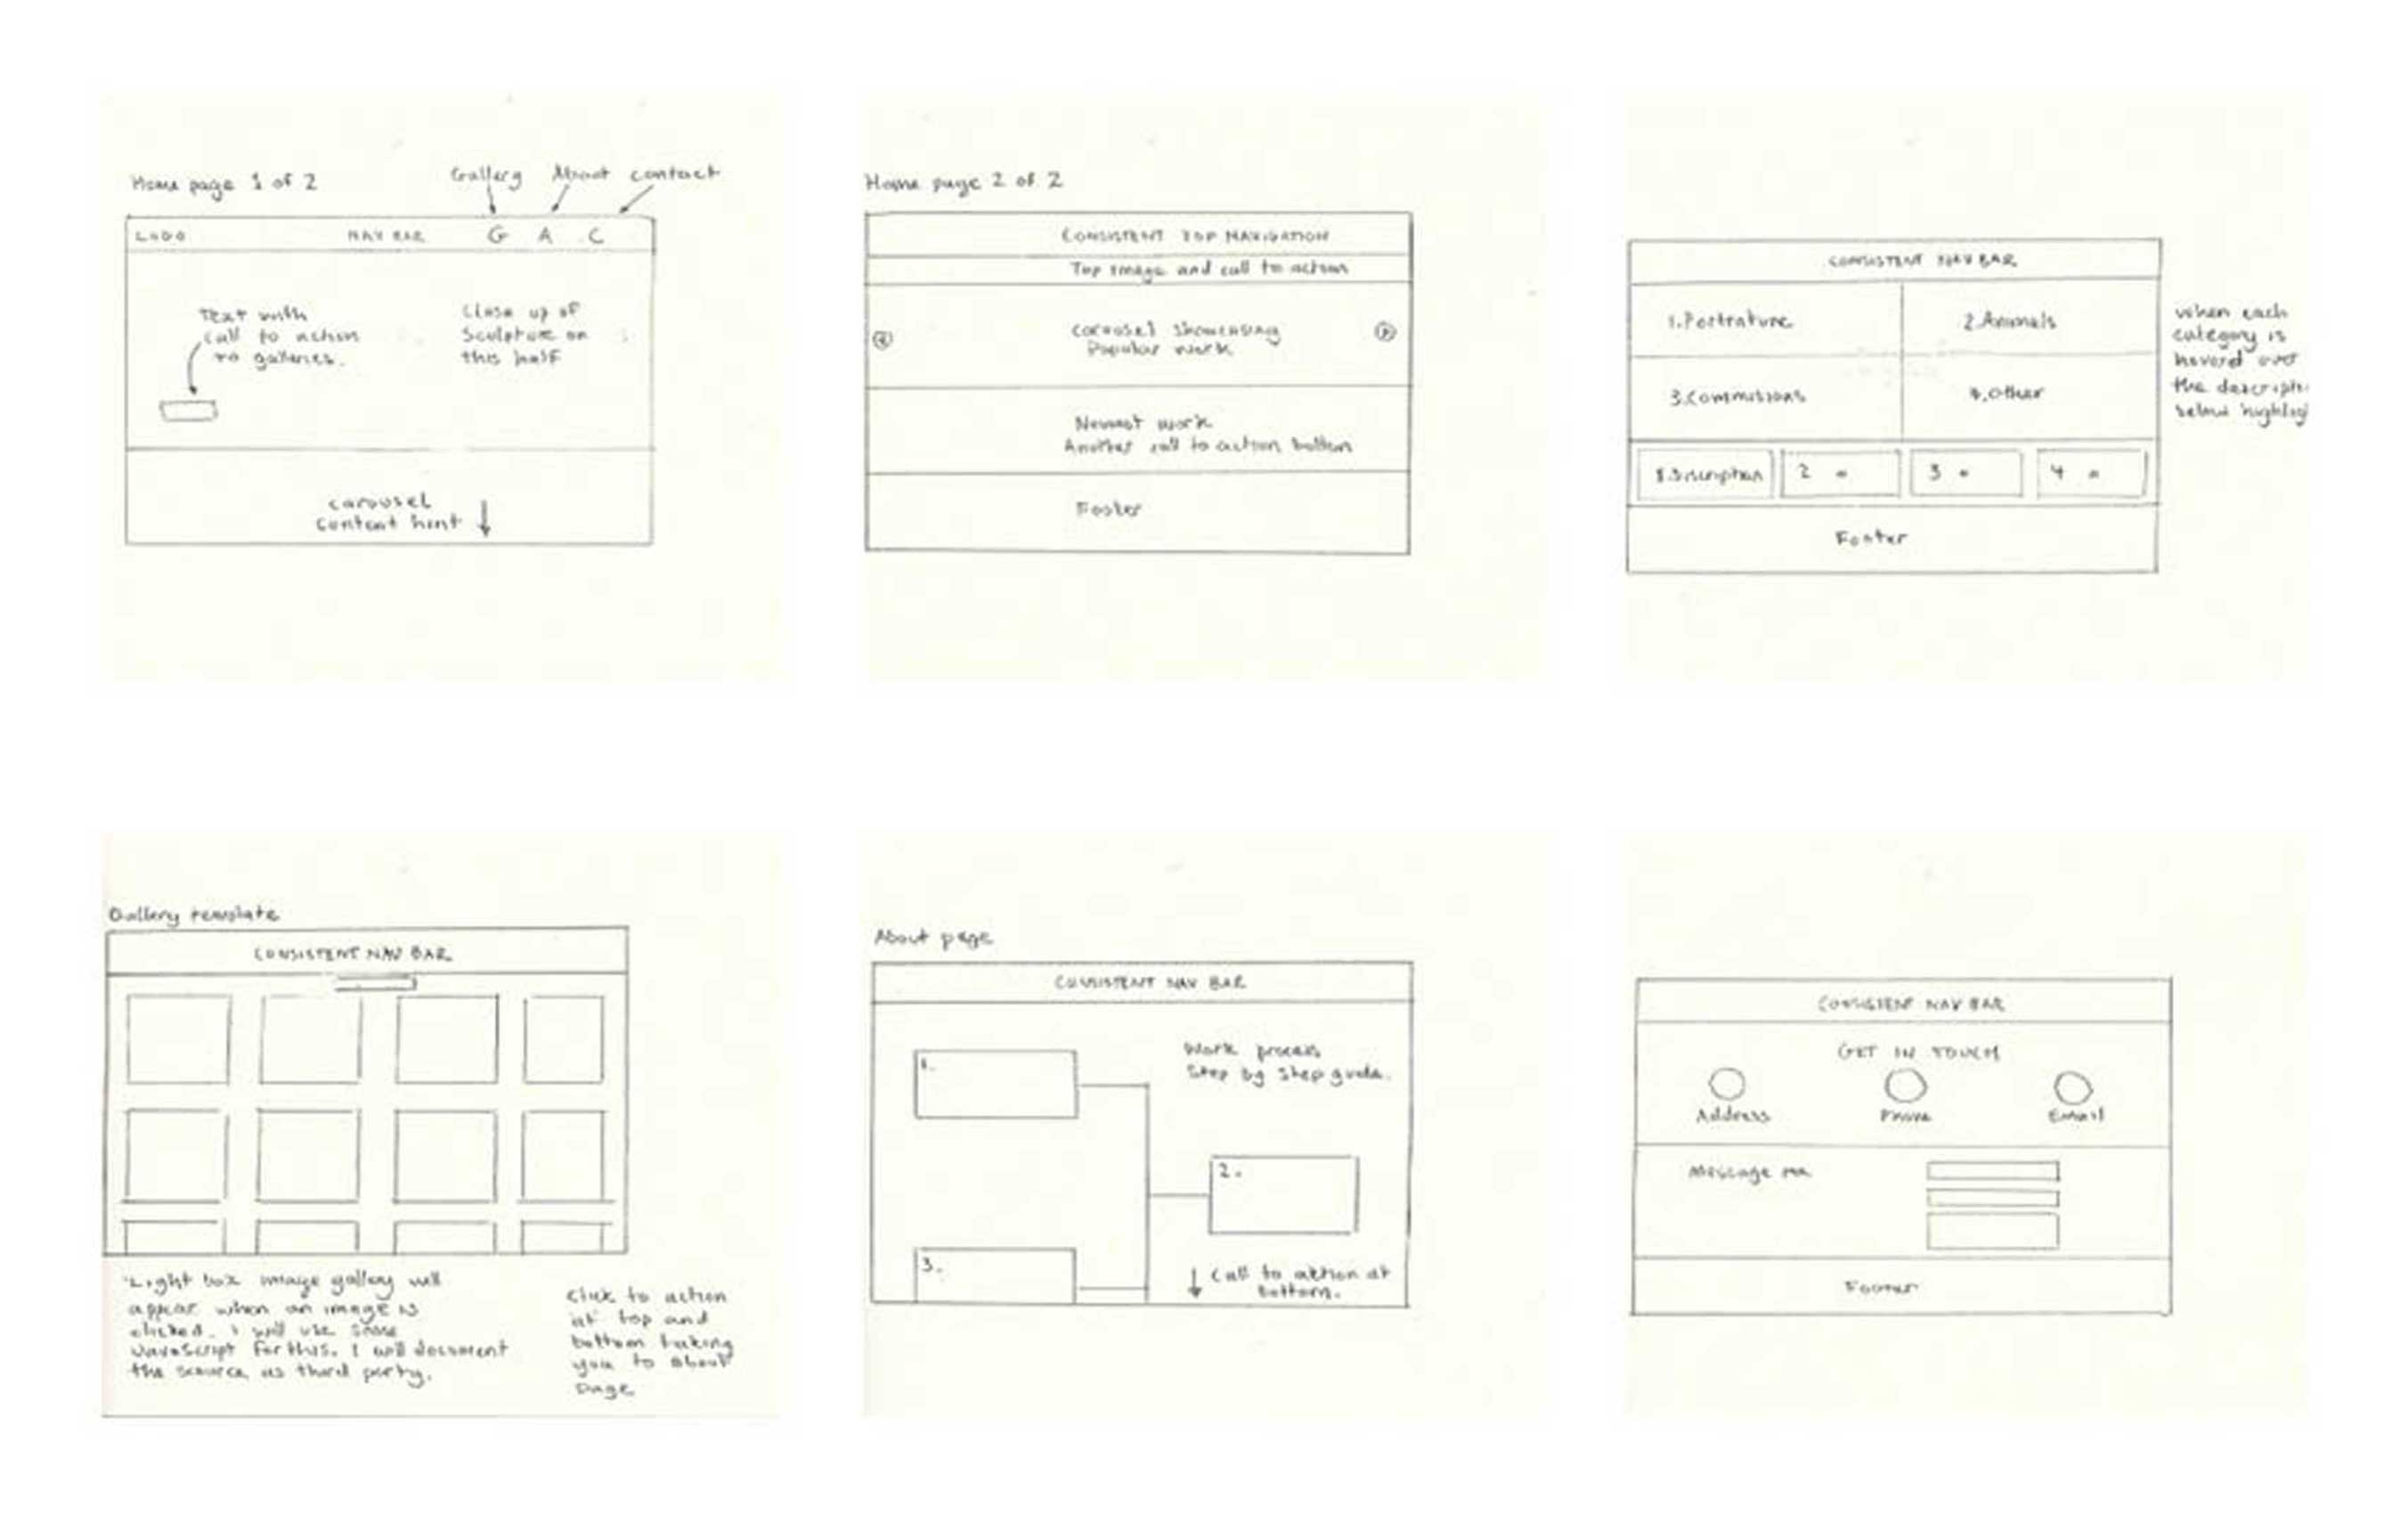 Home page 1 of 2
Gallery About contact
LOGO NAV BAR G A C
Text with
call to action
to galleries.
Close up of
Sculpture on
this half
carousel
content hint
Home page 2 of 2
CONSISTENT TOP NAVIGATION
Top image and call to action
carousel showcasing
Popular work
Newest work
Another call to action button
Footer
CONSISTENT NAV BAR
1.Portrature 2.Animals
3.Commissions 4.Other
1.Discription 2 " 3 " 4 "
Footer
when each
category is
hoverd over
the descripti
below highlig
Gallery template
CONSISTENT NAV BAR
Light box image gallery will
appear when an image is
clicked. I will use some
JavaScript for this. I will document
the source as third party.
Click to action
at top and
bottom taking
you to about
page
About page
CONSISTENT NAV BAR
1.
Work process
Step by Step guide.
2.
3.
Call to action at
bottom.
CONSISTENT NAV BAR
GET IN TOUCH
Address Phone Email
Message me
Footer